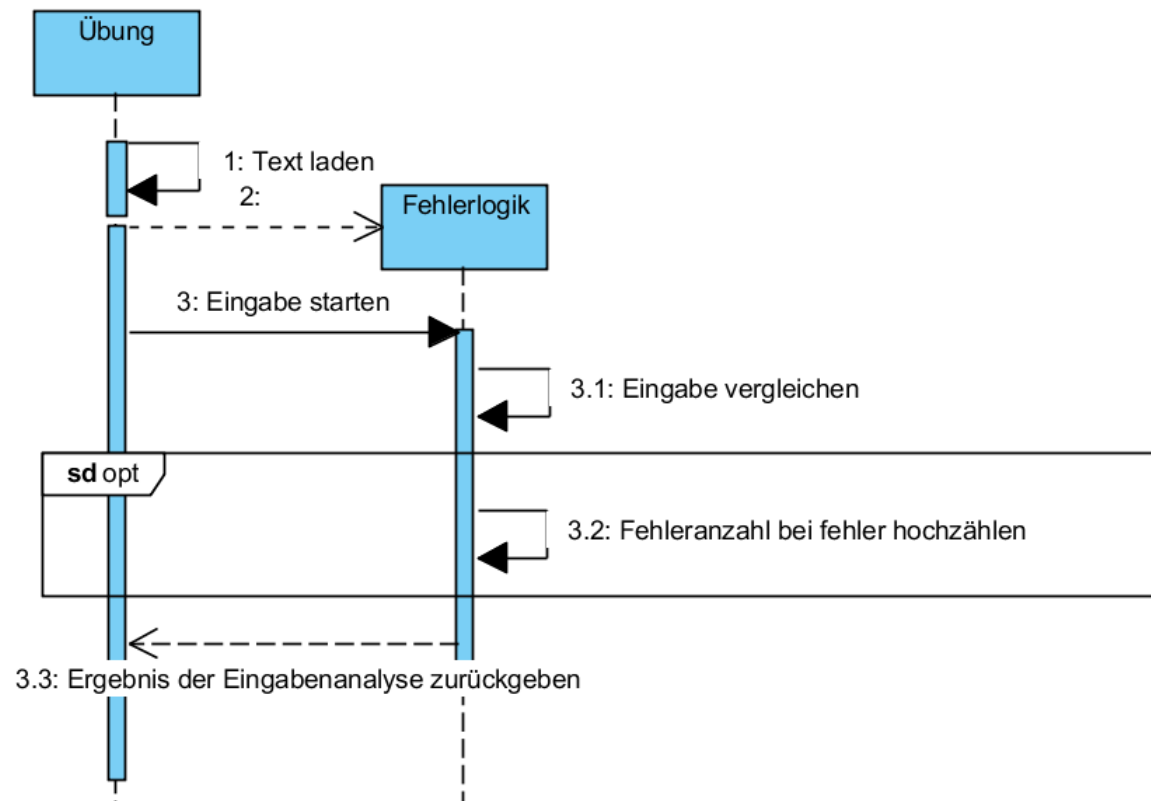 Übung
1: Text laden
2:
Fehlerlogik
3: Eingabe starten
3.1: Eingabe vergleichen
sd opt
3.2: Fehleranzahl bei fehler hochzählen
3.3: Ergebnis der Eingabenanalyse zurückgeben